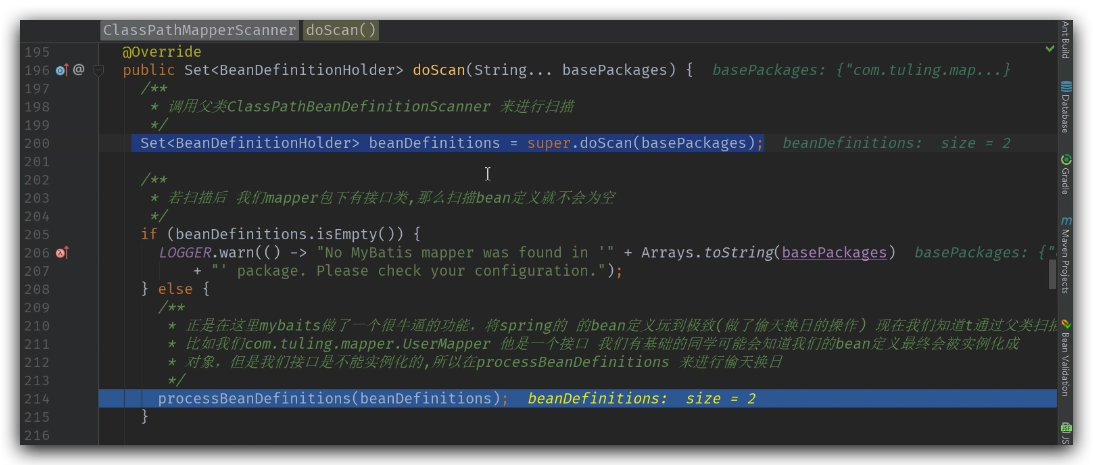 ClassPathMapperScanner doScan()
195 @Override
196 @ public Set<BeanDefinitionHolder> doScan(String... basePackages) { basePackages: {"com.tuling.map...}
197 /**
198 * 调用父类ClassPathBeanDefinitionScanner 来进行扫描
199 */
200 Set<BeanDefinitionHolder> beanDefinitions = super.doScan(basePackages); beanDefinitions: size = 2
201
202 /**
203 * 若扫描后 我们mapper包下有接口类,那么扫描bean定义就不会为空
204 */
205 if (beanDefinitions.isEmpty()) {
206 LOGGER.warn(() -> "No MyBatis mapper was found in '" + Arrays.toString(basePackages) basePackages: {"
207 + "' package. Please check your configuration.");
208 } else {
209 /**
210 * 正是在这里mybaits做了一个很牛逼的功能，将spring的 的bean定义玩到极致(做了偷天换日的操作) 现在我们知道t通过父类扫描
211 * 比如我们com.tuling.mapper.UserMapper 他是一个接口 我们有基础的同学可能会知道我们的bean定义最终会被实例化成
212 * 对象，但是我们接口是不能实例化的,所以在processBeanDefinitions 来进行偷天换日
213 */
214 processBeanDefinitions(beanDefinitions); beanDefinitions: size = 2
215 }
216
Ant Build
Database
Gradle
m
Maven Projects
Bean Validation